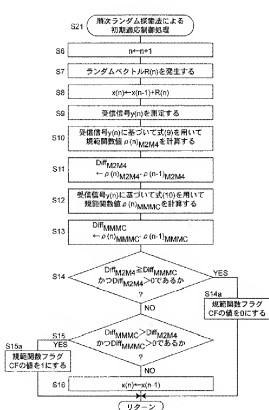 S21
順次ランダム探索法による
初期適応制御処理
S6
n←n+1
S7
ランダムベクトルR(n)を発生する
S8
x(n)←x(n-1)+R(n)
S9
受信信号y(n)を測定する
S10
受信信号y(n)に基づいて式(9)を用いて
規範関数値ρ(n)M2M4を計算する
S11
DiffM2M4
←ρ(n)M2M4-ρ(n-1)M2M4
S12
受信信号y(n)に基づいて式(10)を用いて
規範関数値ρ(n)MMMCを計算する
S13
DiffMMMC
←ρ(n)MMMC-ρ(n-1)MMMC
S14
DiffM2M4≧DiffMMMC
かつDiffM2M4>0であるか
?
YES
S14a
規範関数フラグ
CFの値を0にする
NO
S15
DiffMMMC>DiffM2M4
かつDiffMMMC>0であるか
?
YES
S15a
規範関数フラグ
CFの値を1にする
NO
S16
x(n)←x(n-1)
リターン